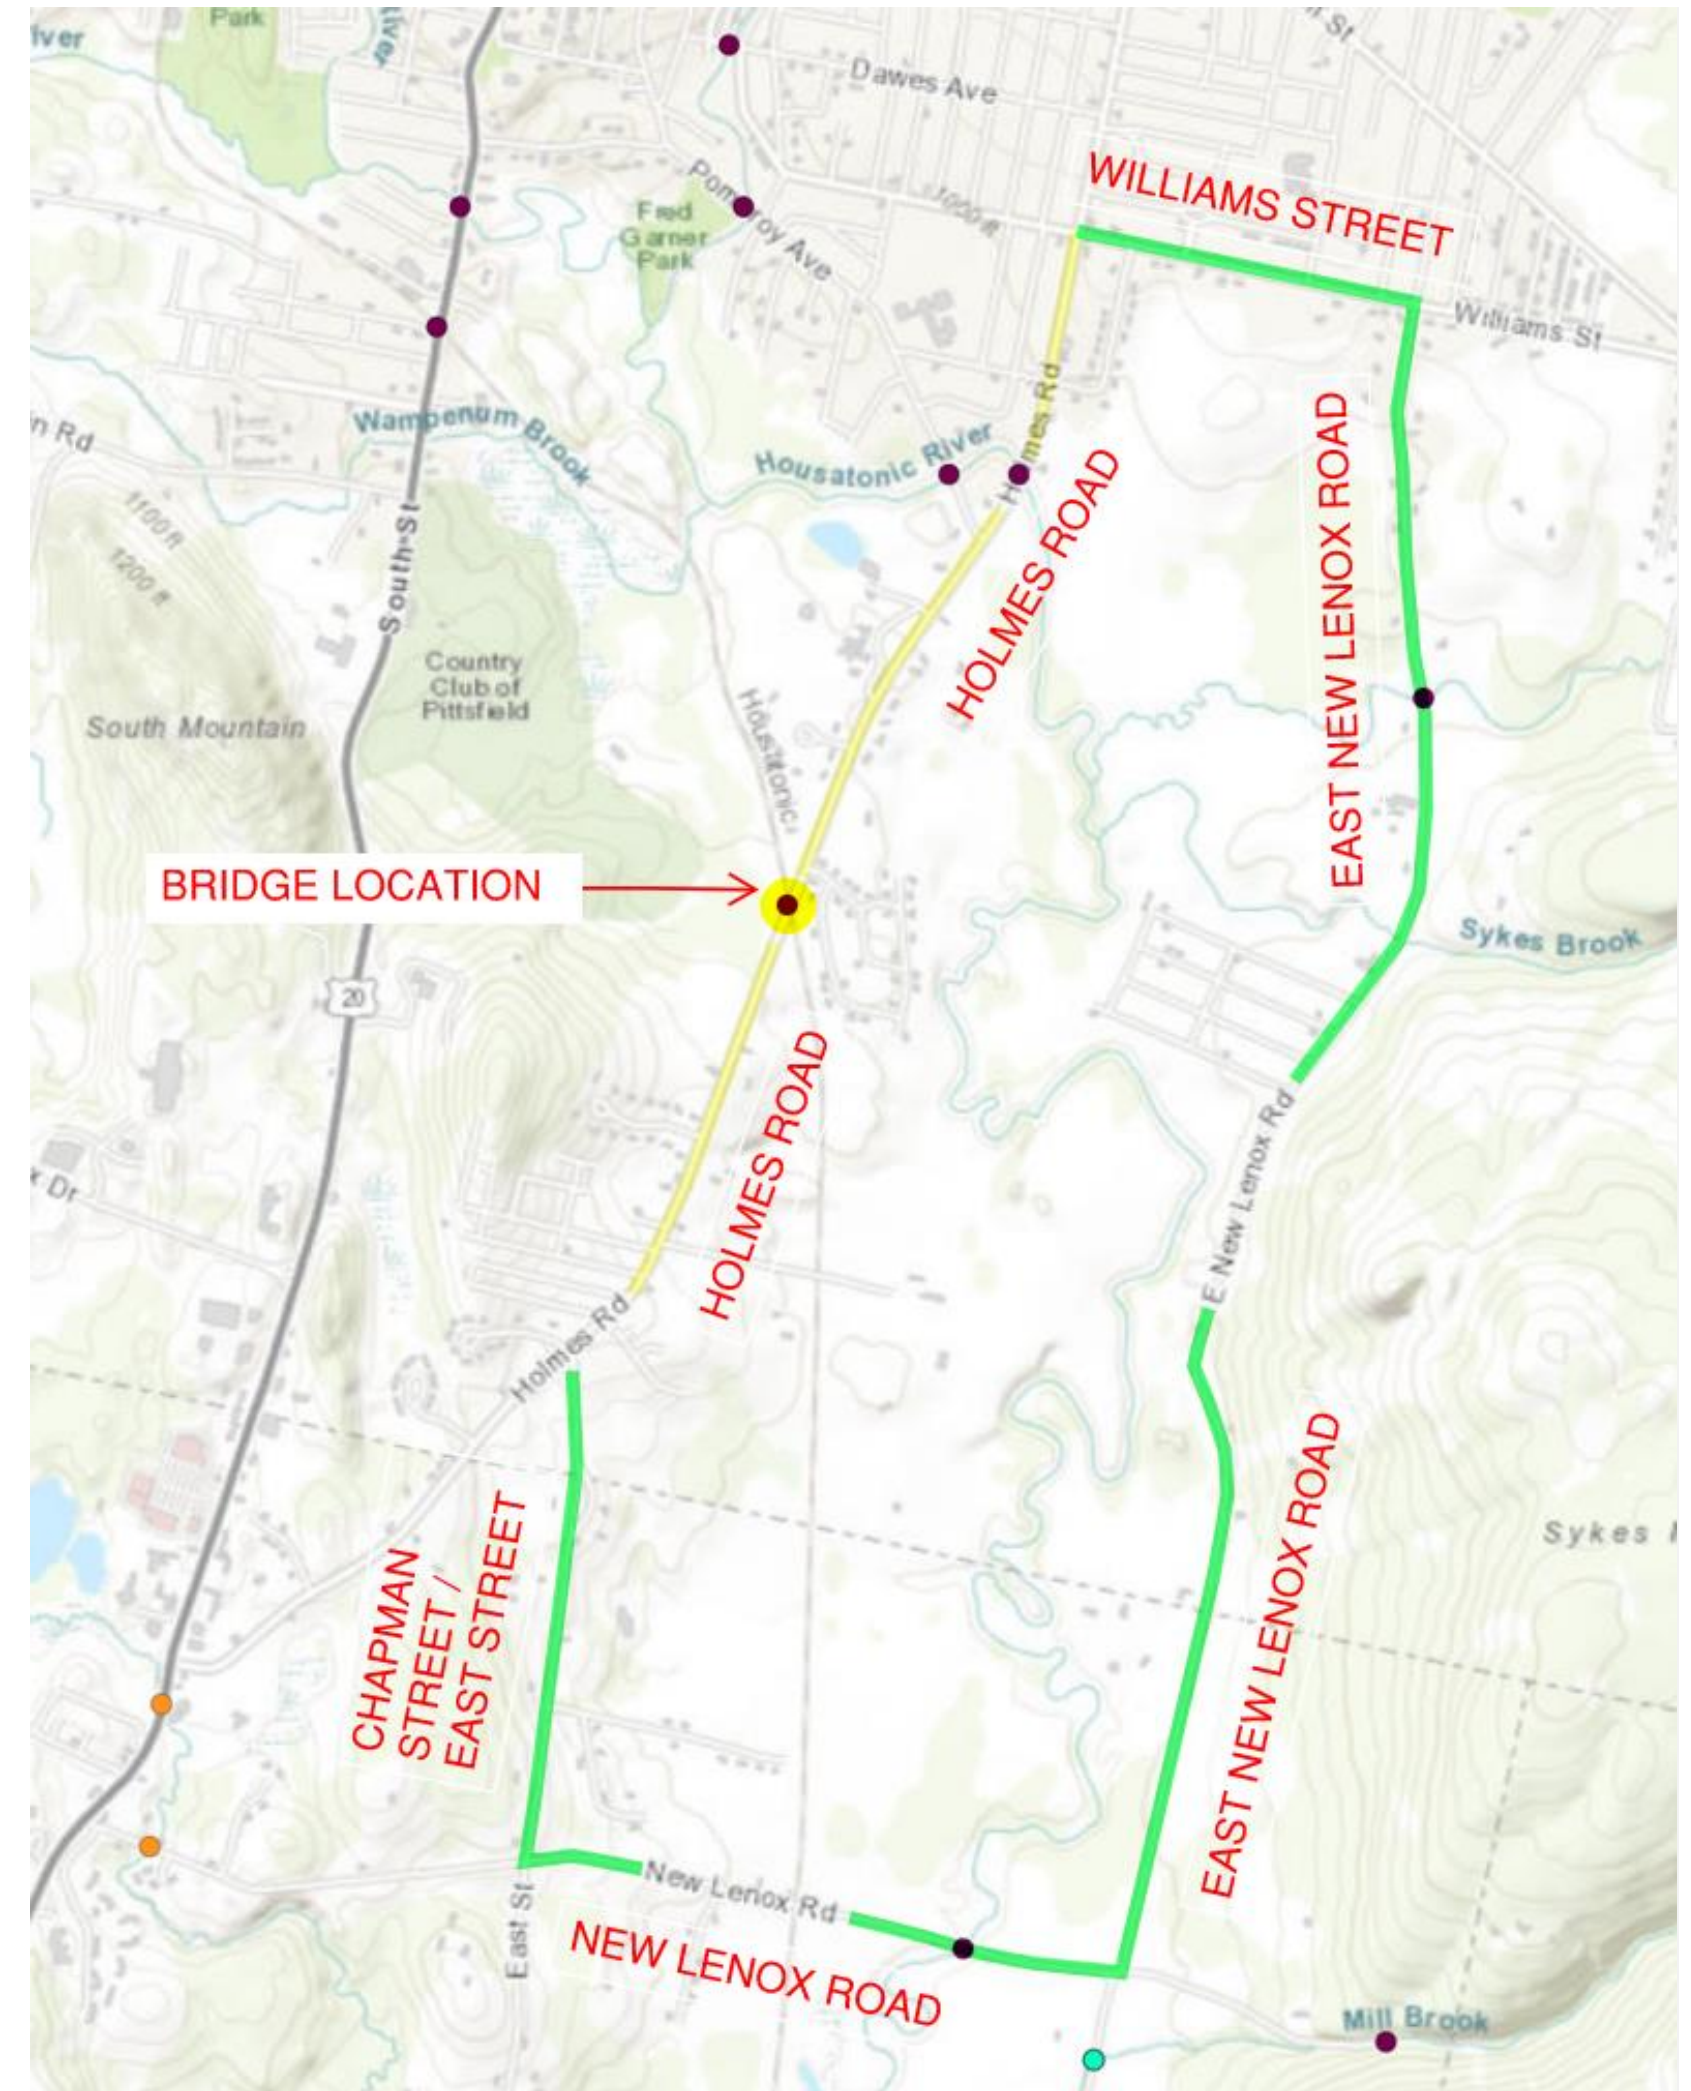 Park
Dawes Ave
WILLIAMS STREET
Pomeroy Ave
1000 ft
Fred
Garner
Park
Williams St
Holmes Rd
Wampenum Brook
Housatonic River
n Rd
1100 ft
1200 ft
South St
HOLMES ROAD
EAST NEW LENOX ROAD
Country
Club of
Pittsfield
South Mountain
Housatonic
BRIDGE LOCATION
Sykes Brook
20
HOLMES ROAD
x Dr
E New Lenox Rd
Holmes Rd
CHAPMAN
STREET /
EAST STREET
EAST NEW LENOX ROAD
Sykes
New Lenox Rd
East St
NEW LENOX ROAD
Mill Brook